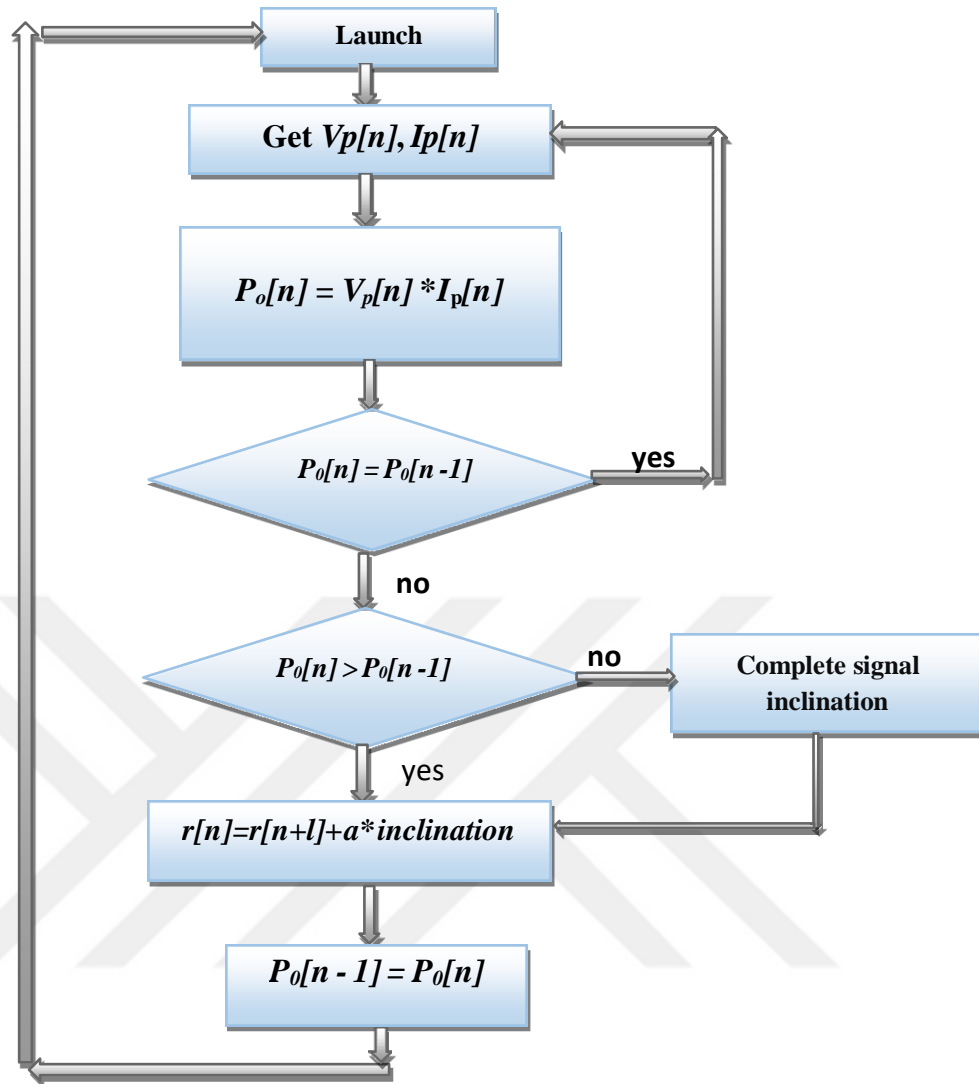 Launch
Get Vp[n], Ip[n]
Po[n] = Vp[n] *Ip[n]
P0[n] = P0[n -1]
yes
no
P0[n] > P0[n -1]
no
Complete signal
inclination
yes
r[n]=r[n+l]+a*inclination
P0[n - 1] = P0[n]